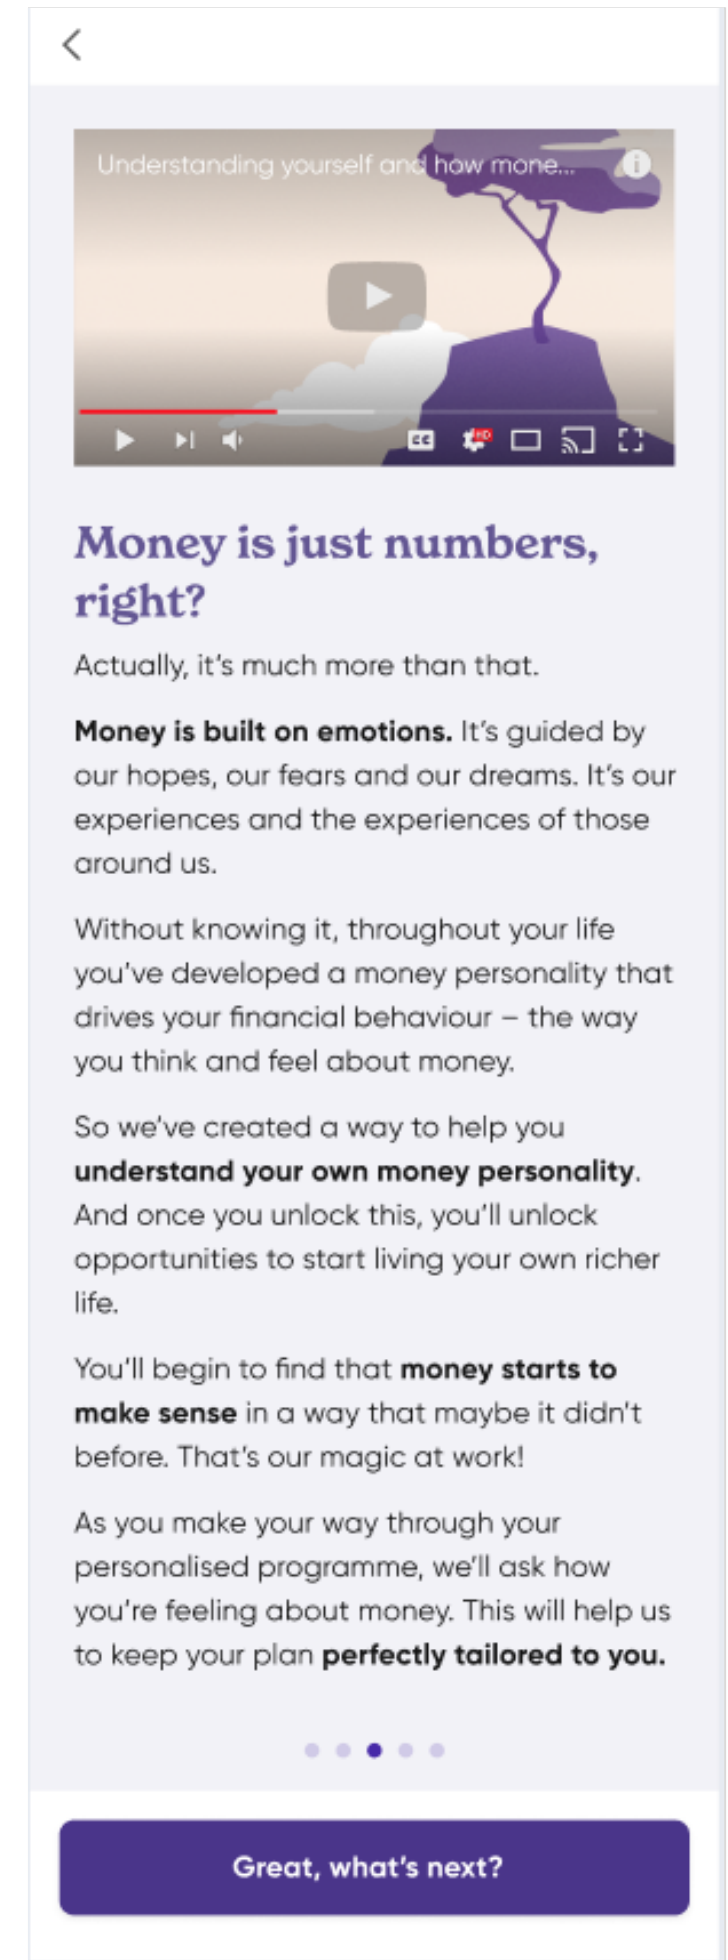 Understanding yourself and how mone...
i
CC
HD
Money is just numbers,
right?
Actually, it’s much more than that.
Money is built on emotions. It’s guided by
our hopes, our fears and our dreams. It’s our
experiences and the experiences of those
around us.
Without knowing it, throughout your life
you’ve developed a money personality that
drives your financial behaviour – the way
you think and feel about money.
So we’ve created a way to help you
understand your own money personality.
And once you unlock this, you’ll unlock
opportunities to start living your own richer
life.
You’ll begin to find that money starts to
make sense in a way that maybe it didn’t
before. That’s our magic at work!
As you make your way through your
personalised programme, we’ll ask how
you’re feeling about money. This will help us
to keep your plan perfectly tailored to you.
Great, what’s next?